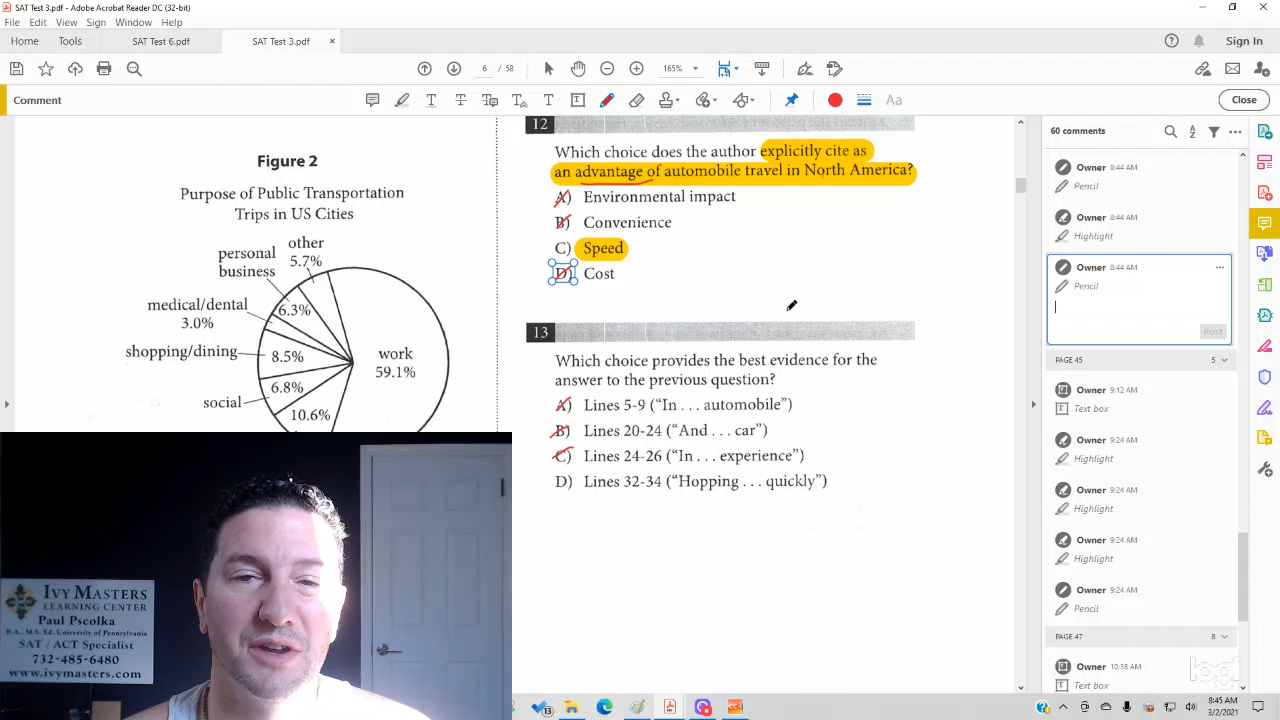 SAT Test 3.pdf - Adobe Acrobat Reader DC (32-bit)
File Edit View Sign Window Help
Home Tools SAT Test 6.pdf SAT Test 3.pdf × Sign In
6 / 58 165%
Comment Aa Close
60 comments
Figure 2
Purpose of Public Transportation
Trips in US Cities
other
5.7%
personal
business
6.3%
medical/dental
3.0%
shopping/dining
8.5%
work
59.1%
social
6.8%
10.6%
12
Which choice does the author explicitly cite as
an advantage of automobile travel in North America?
A) Environmental impact
B) Convenience
C) Speed
D) Cost
13
Which choice provides the best evidence for the
answer to the previous question?
A) Lines 5-9 (“In . . . automobile”)
B) Lines 20-24 (“And . . . car”)
C) Lines 24-26 (“In . . . experience”)
D) Lines 32-34 (“Hopping . . . quickly”)
Owner 8:44 AM
Pencil
Owner 8:44 AM
Highlight
Owner 8:44 AM
Pencil
Post
PAGE 45 5
Owner 9:12 AM
Text box
Owner 9:24 AM
Highlight
Owner 9:24 AM
Highlight
Owner 9:24 AM
Highlight
Owner 9:24 AM
Pencil
PAGE 47 8
Owner 10:38 AM
Text box
logi
IVY MASTERS
LEARNING CENTER
Paul Pscolka
B.A., M.S. Ed. University of Pennsylvania
SAT / ACT Specialist
732-485-6480
www.ivymasters.com
13
8:45 AM
3/2/2021